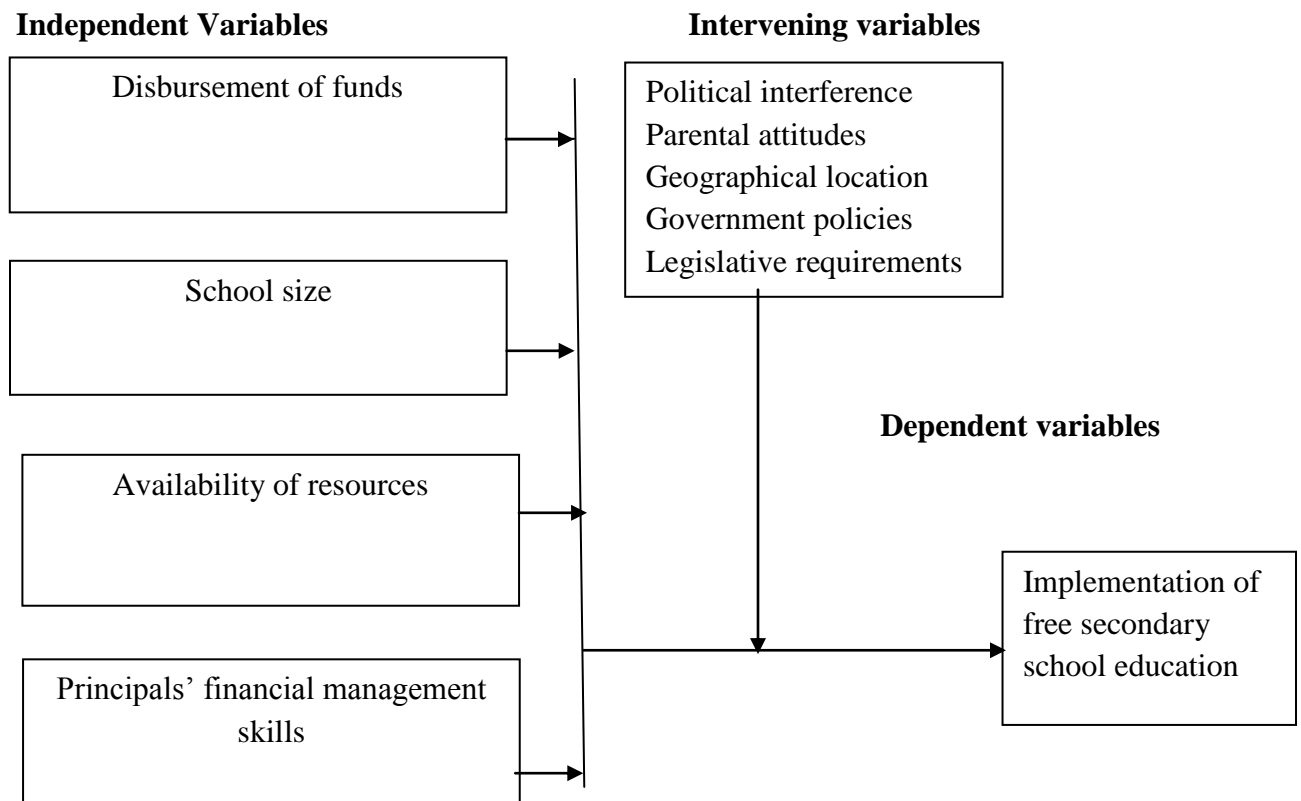 Independent Variables
Disbursement of funds
School size
Availability of resources
Principals’ financial management
skills
Intervening variables
Political interference
Parental attitudes
Geographical location
Government policies
Legislative requirements
Dependent variables
Implementation of
free secondary
school education